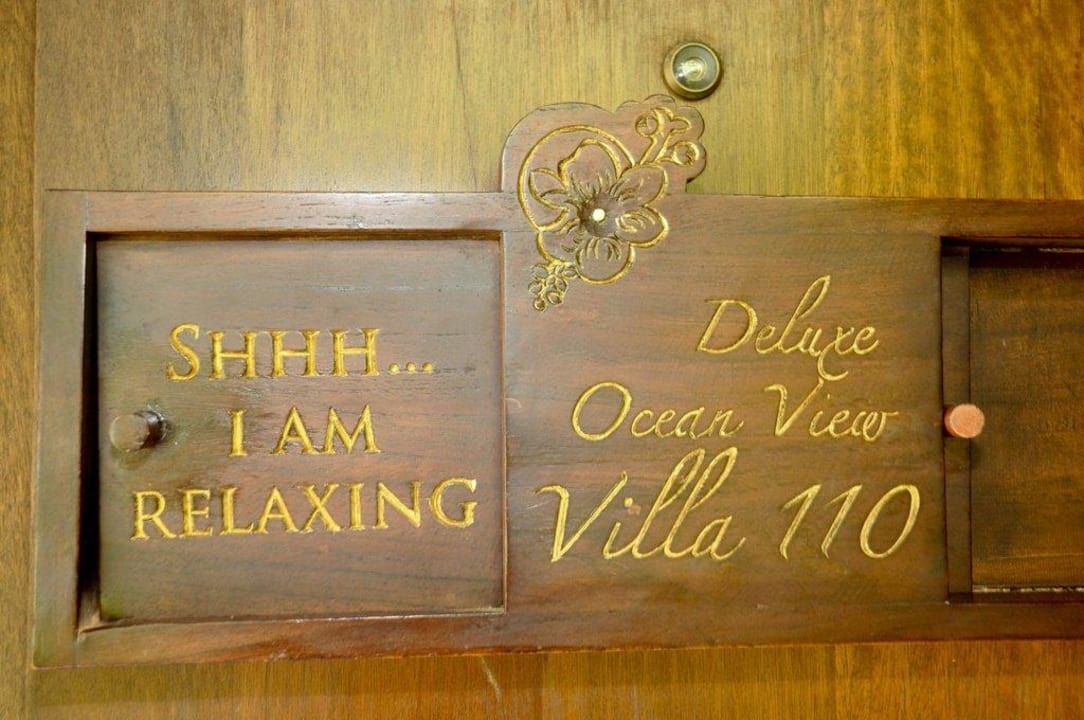 SHHH...
I AM
RELAXING
Deluxe
Ocean View
Villa 110